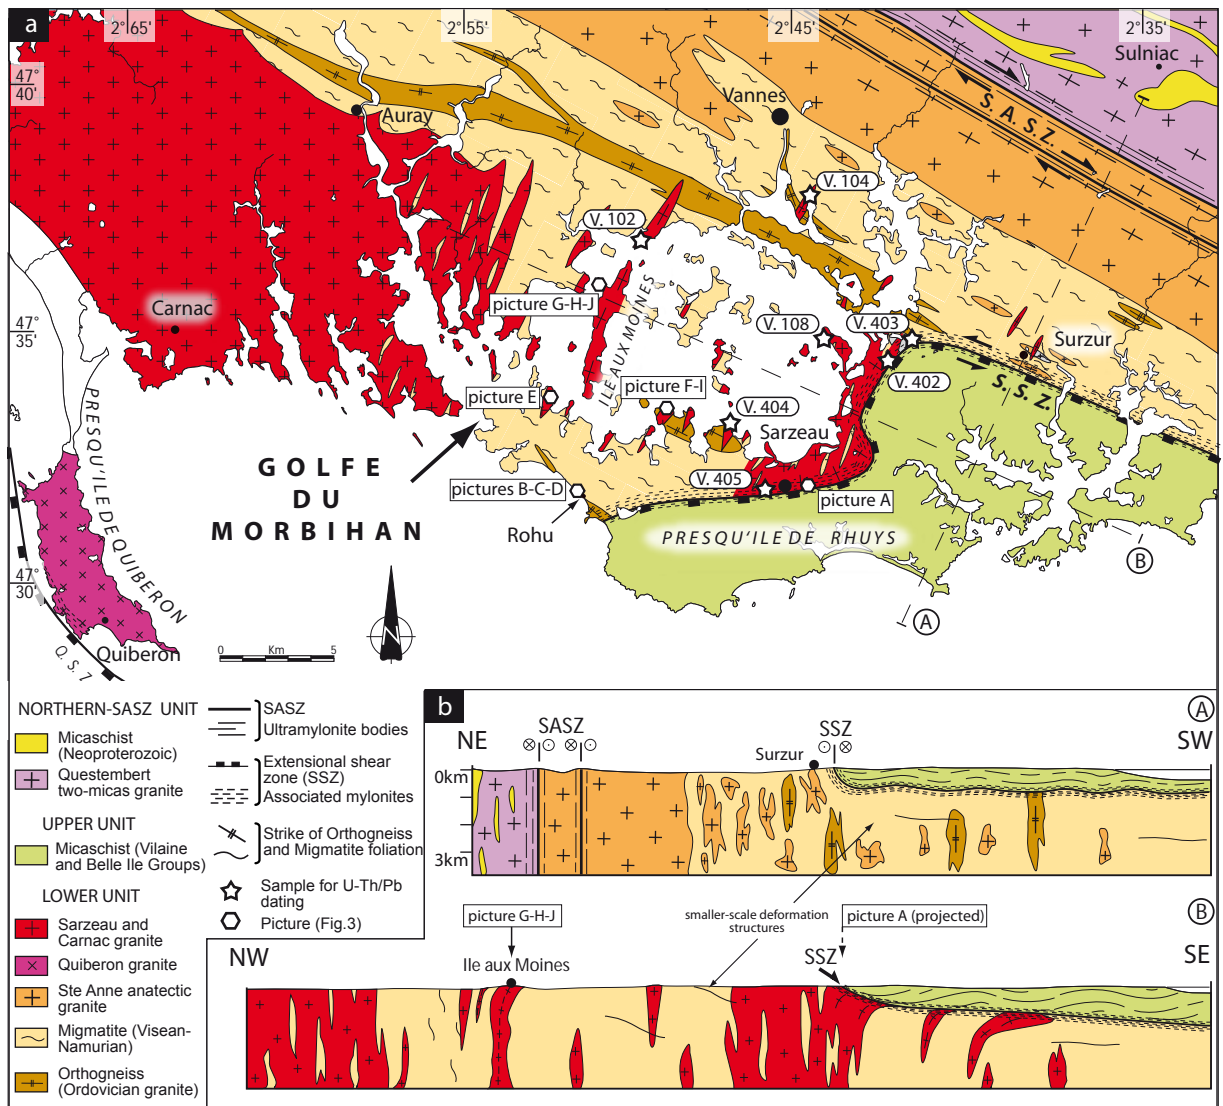 a
2°65'
2°55'
2°45'
2°35'
47°
40'
47°
35'
47°
30'
Sulniac
S. A. S. Z.
Vannes
Auray
V. 104
V. 102
picture G-H-J
ILE AUX MOINES
Carnac
V. 108
V. 403
Surzur
S. S. Z.
V. 402
picture F-I
picture E
V. 404
Sarzeau
PRESQU'ILE DE QUIBERON
GOLFE
DU
MORBIHAN
pictures B-C-D
V. 405
picture A
Rohu
PRESQU'ILE DE RHUYS
B
A
Quiberon
Q. S. Z
0 Km 5
N
NORTHERN-SASZ UNIT
Micaschist
(Neoproterozoic)
Questembert
two-micas granite
UPPER UNIT
Micaschist (Vilaine
and Belle Ile Groups)
LOWER UNIT
Sarzeau and
Carnac granite
Quiberon granite
Ste Anne anatectic
granite
Migmatite (Visean-
Namurian)
Orthogneiss
(Ordovician granite)
SASZ
Ultramylonite bodies
Extensional shear
zone (SSZ)
Associated mylonites
Strike of Orthogneiss
and Migmatite foliation
Sample for U-Th/Pb
dating
Picture (Fig.3)
b
A
NE
SASZ
Surzur
SSZ
SW
0km
3km
smaller-scale deformation
structures
B
picture G-H-J
picture A (projected)
NW
Ile aux Moines
SSZ
SE